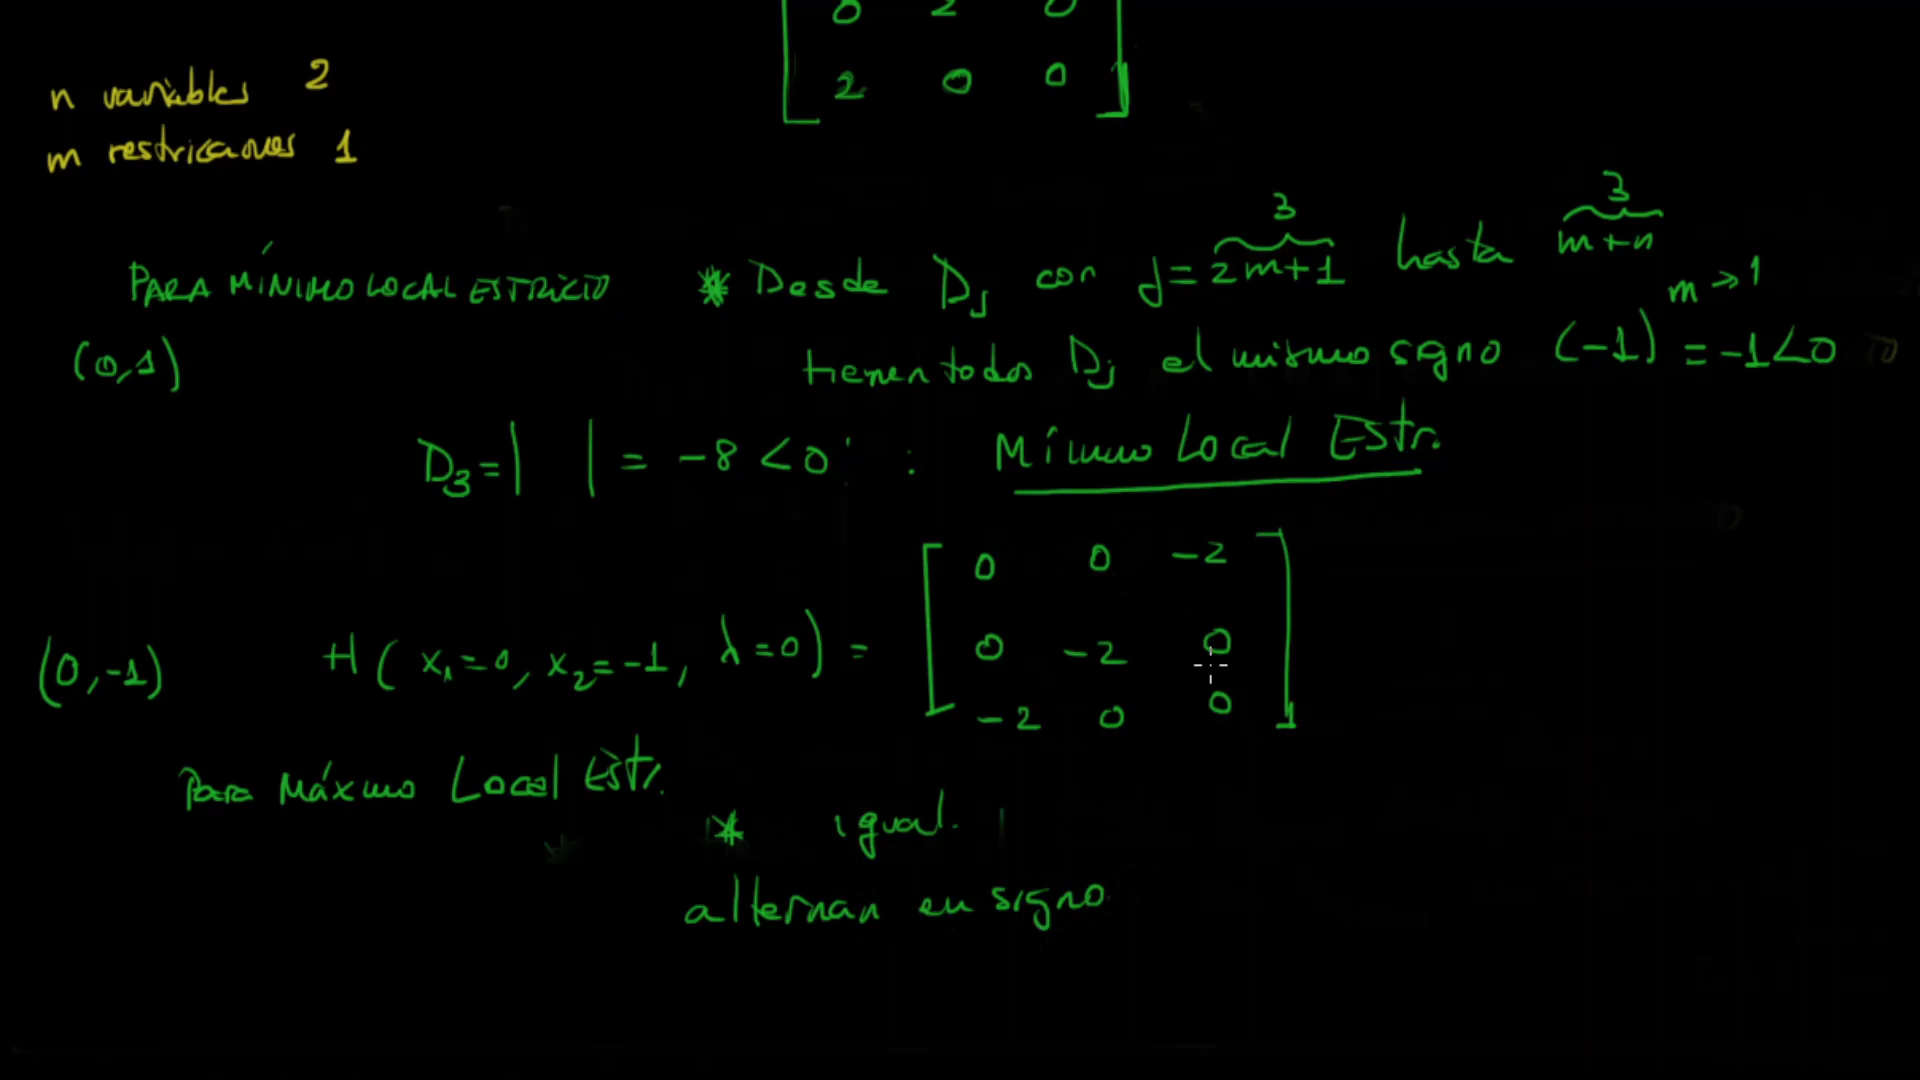 0 2 0
2 0 0
n variables 2
m restricciones 1
3 3
PARA MÍNIMO LOCAL ESTRICTO * Desde Dj con j=2m+1 hasta m+n
(0,1) tienen todos Dj el mismo signo (-1) m→1 = -1<0
D3=| | = -8 <0 : Mínimo Local Estr.
0 0 -2
(0,-1) H( x1=0, x2=-1, λ=0) = 0 -2 0
-2 0 0
Para Máximo Local Estr.
* igual.
alternan en signo